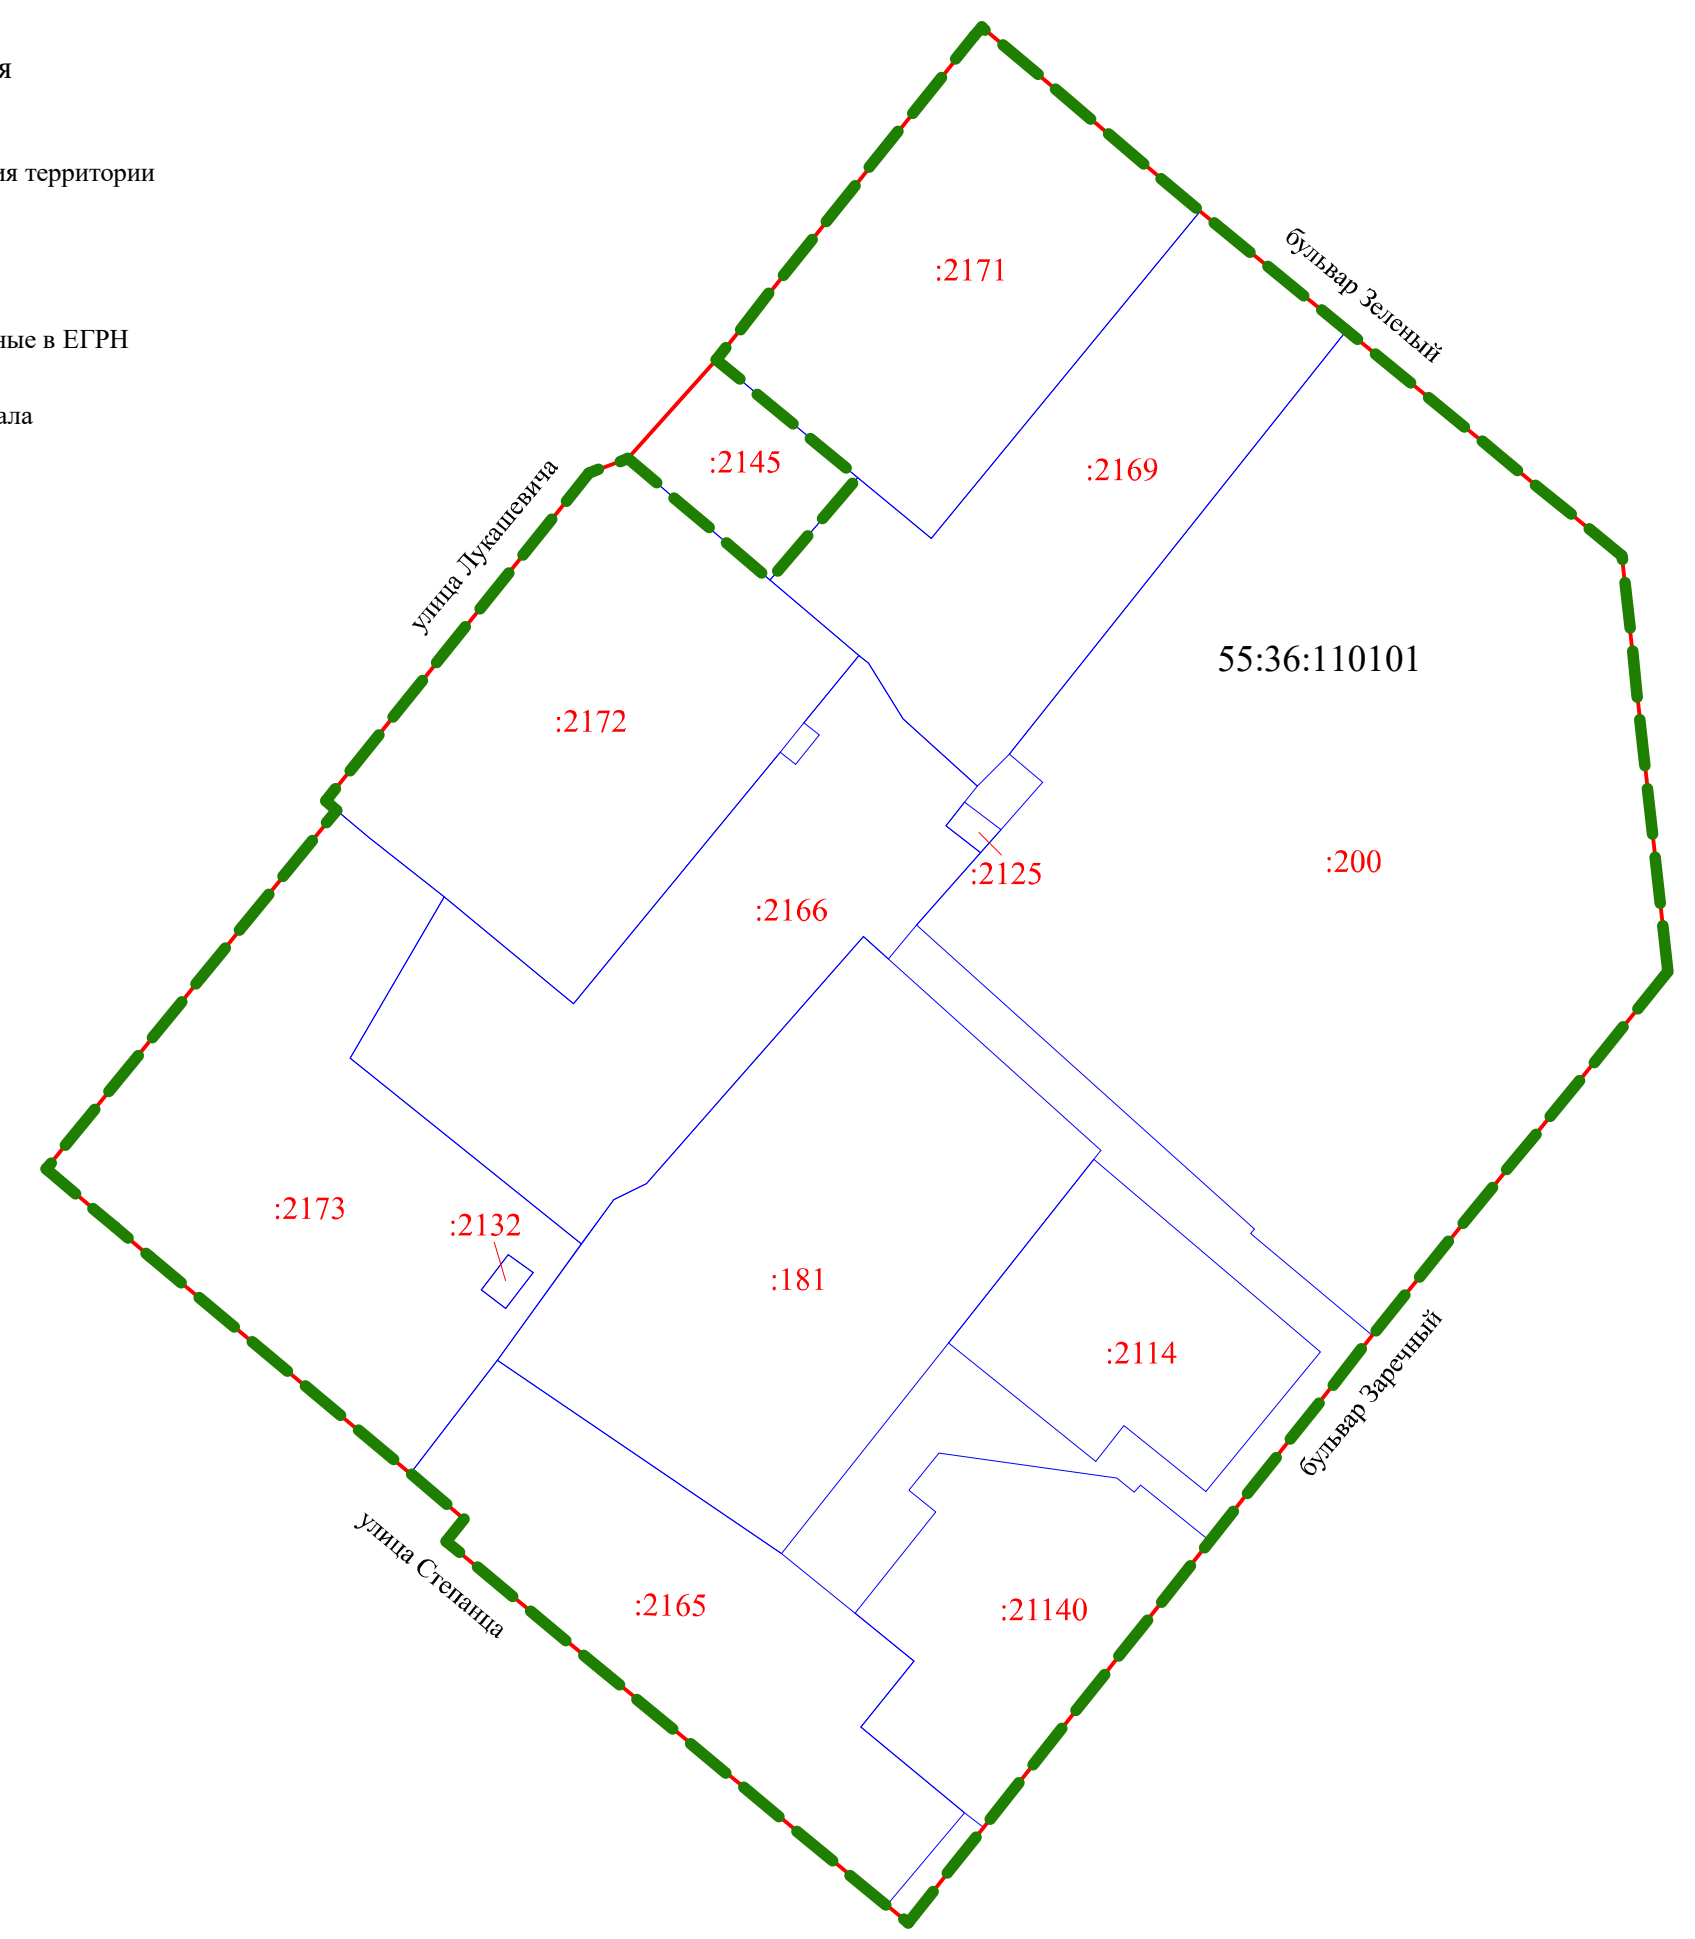 я
ия территории
ные в ЕГРН
ала
бульвар Зеленый
:2171
:2145
:2169
улица Лукашевича
55:36:110101
:2172
:200
:2125
:2166
:2173
:2132
:181
:2114
бульвар Заречный
улица Степанца
:2165
:21140